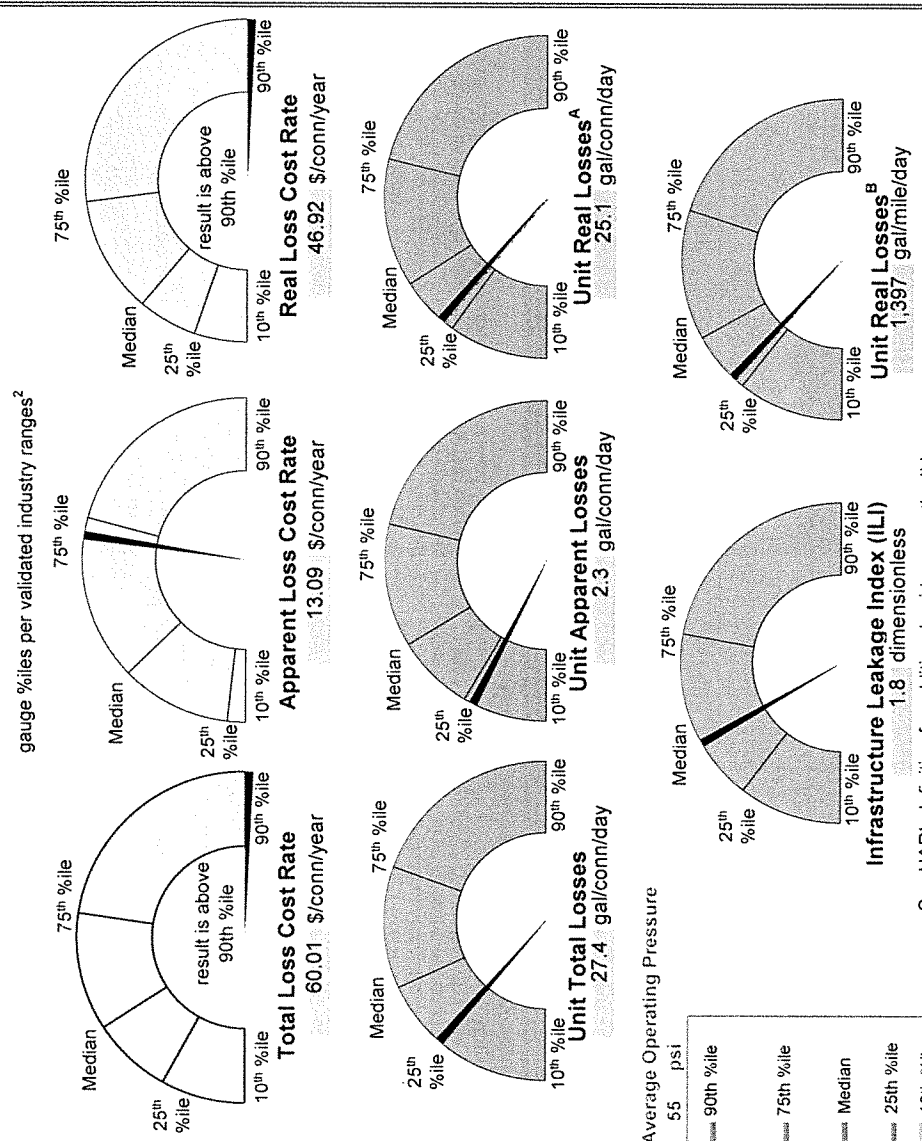 gauge %iles per validated industry ranges²
75th %ile
Median
25th
%ile
10th %ile
90th %ile
result is above
90th %ile
Total Loss Cost Rate
60.01 $/conn/year
75th %ile
Median
25th
%ile
10th %ile
90th %ile
Apparent Loss Cost Rate
13.09 $/conn/year
75th %ile
Median
25th
%ile
10th %ile
90th %ile
result is above
90th %ile
Real Loss Cost Rate
46.92 $/conn/year
75th %ile
Median
25th
%ile
10th %ile
90th %ile
Unit Total Losses
27.4 gal/conn/day
75th %ile
Median
25th
%ile
10th %ile
90th %ile
Unit Apparent Losses
2.3 gal/conn/day
75th %ile
Median
25th
%ile
10th %ile
90th %ile
Unit Real Losses^A
25.1 gal/conn/day
Average Operating Pressure
55 psi
90th %ile
75th %ile
Median
25th %ile
75th %ile
Median
25th
%ile
10th %ile
90th %ile
Infrastructure Leakage Index (ILI)
1.8 dimensionless
75th %ile
Median
25th
%ile
10th %ile
90th %ile
Unit Real Losses^B
1,397 gal/mile/day